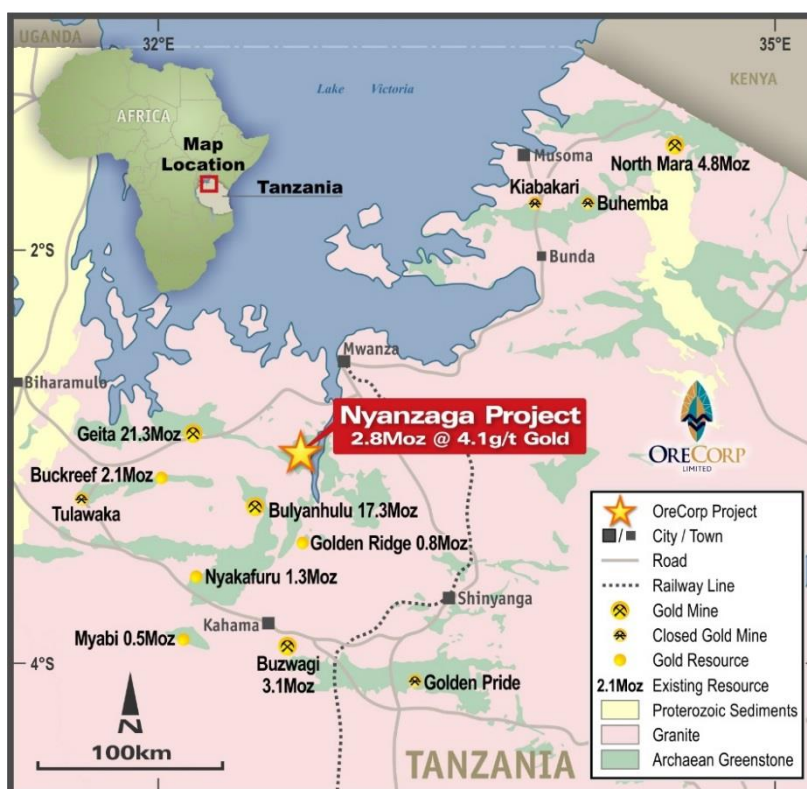 UGANDA
32°E
35°E
KENYA
Lake Victoria
AFRICA
Map
Location
Tanzania
Musoma
North Mara 4.8Moz
Kiabakari
Buhemba
2°S
Bunda
Mwanza
Biharamulo
Nyanzaga Project
2.8Moz @ 4.1g/t Gold
Geita 21.3Moz
ORECORP
LIMITED
Buckreef 2.1Moz
Tulawaka
Bulyanhulu 17.3Moz
Golden Ridge 0.8Moz
Nyakafuru 1.3Moz
Shinyanga
Kahama
Myabi 0.5Moz
4°S
Buzwagi
3.1Moz
Golden Pride
N
100km
TANZANIA
OreCorp Project
/ City / Town
Road
Railway Line
Gold Mine
Closed Gold Mine
Gold Resource
2.1Moz Existing Resource
Proterozoic Sediments
Granite
Archaean Greenstone